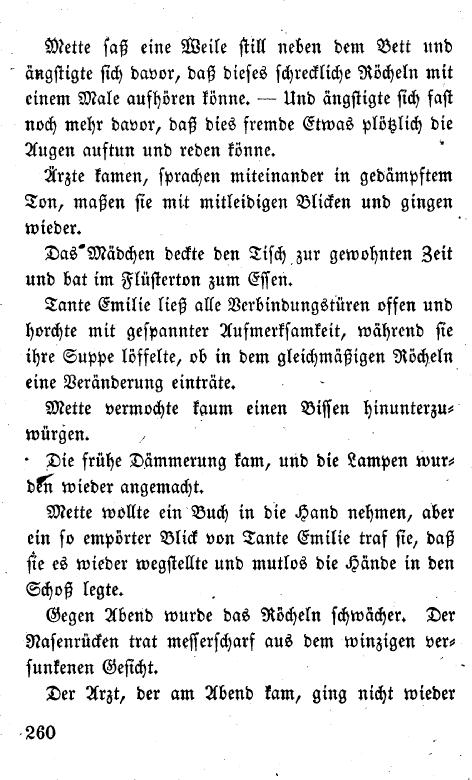 Mette saß eine Weile still neben dem Bett und
ängstigte sich davor, daß dieses schreckliche Röcheln mit
einem Male aufhören könne. — Und ängstigte sich fast
noch mehr davor, daß dies fremde Etwas plötzlich die
Augen auftun und reden könne.
Ärzte kamen, sprachen miteinander in gedämpftem
Ton, maßen sie mit mitleidigen Blicken und gingen
wieder.
Das Mädchen deckte den Tisch zur gewohnten Zeit
und bat im Flüsterton zum Essen.
Tante Emilie ließ alle Verbindungstüren offen und
horchte mit gespannter Aufmerksamkeit, während sie
ihre Suppe löffelte, ob in dem gleichmäßigen Röcheln
eine Veränderung einträte.
Mette vermochte kaum einen Bissen hinunterzu-
würgen.
Die frühe Dämmerung kam, und die Lampen wur-
den wieder angemacht.
Mette wollte ein Buch in die Hand nehmen, aber
ein so empörter Blick von Tante Emilie traf sie, daß
sie es wieder wegstellte und mutlos die Hände in den
Schoß legte.
Gegen Abend wurde das Röcheln schwächer. Der
Nasenrücken trat messerscharf aus dem winzigen ver-
sunkenen Gesicht.
Der Arzt, der am Abend kam, ging nicht wieder
260